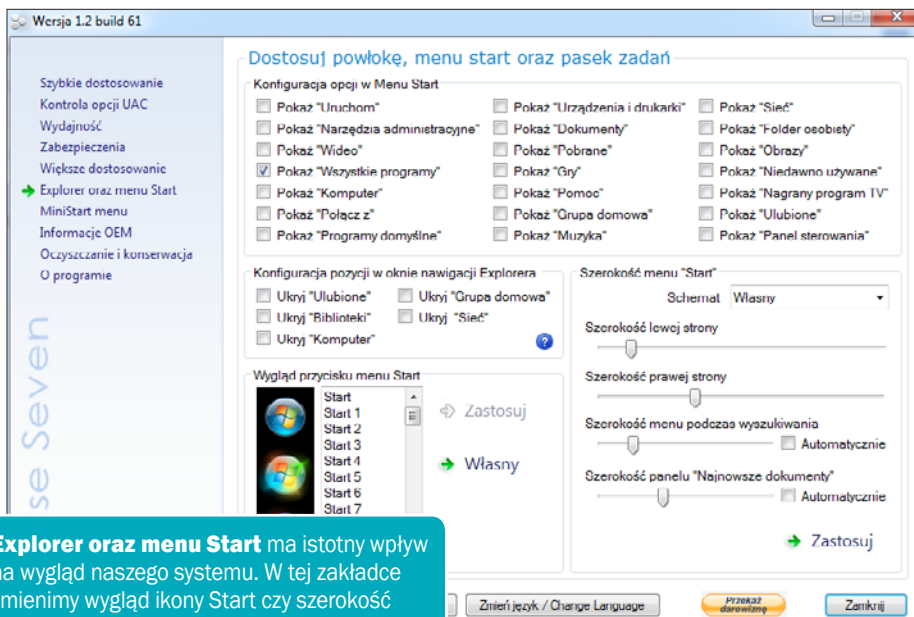 Wersja 1.2 build 61
Szybkie dostosowanie
Kontrola opcji UAC
Wydajność
Zabezpieczenia
Większe dostosowanie
Explorer oraz menu Start
MiniStart menu
Informacje OEM
Oczyszczanie i konserwacja
O programie
se Seven
Dostosuj powłokę, menu start oraz pasek zadań
Konfiguracja opcji w Menu Start
Pokaż "Uruchom"
Pokaż "Urządzenia i drukarki"
Pokaż "Sieć"
Pokaż "Narzędzia administracyjne"
Pokaż "Dokumenty"
Pokaż "Folder osobisty"
Pokaż "Wideo"
Pokaż "Pobrane"
Pokaż "Obrazy"
Pokaż "Wszystkie programy"
Pokaż "Gry"
Pokaż "Niedawno używane"
Pokaż "Komputer"
Pokaż "Pomoc"
Pokaż "Nagrany program TV"
Pokaż "Połącz z"
Pokaż "Grupa domowa"
Pokaż "Ulubione"
Pokaż "Programy domyślne"
Pokaż "Muzyka"
Pokaż "Panel sterowania"
Konfiguracja pozycji w oknie nawigacji Explorera
Ukryj "Ulubione"
Ukryj "Grupa domowa"
Ukryj "Biblioteki"
Ukryj "Sieć"
Ukryj "Komputer"
?
Wygląd przycisku menu Start
Start
Start 1
Start 2
Start 3
Start 4
Start 5
Start 6
Start 7
Zastosuj
Własny
Szerokość menu "Start"
Schemat Własny
Szerokość lewej strony
Szerokość prawej strony
Szerokość menu podczas wyszukiwania
Automatycznie
Szerokość panelu "Najnowsze dokumenty"
Automatycznie
Zastosuj
Explorer oraz menu Start ma istotny wpływ
na wygląd naszego systemu. W tej zakładce
mienimy wygląd ikony Start czy szerokość
Zmień język / Change Language
Przekaż darowiznę
Zamknij